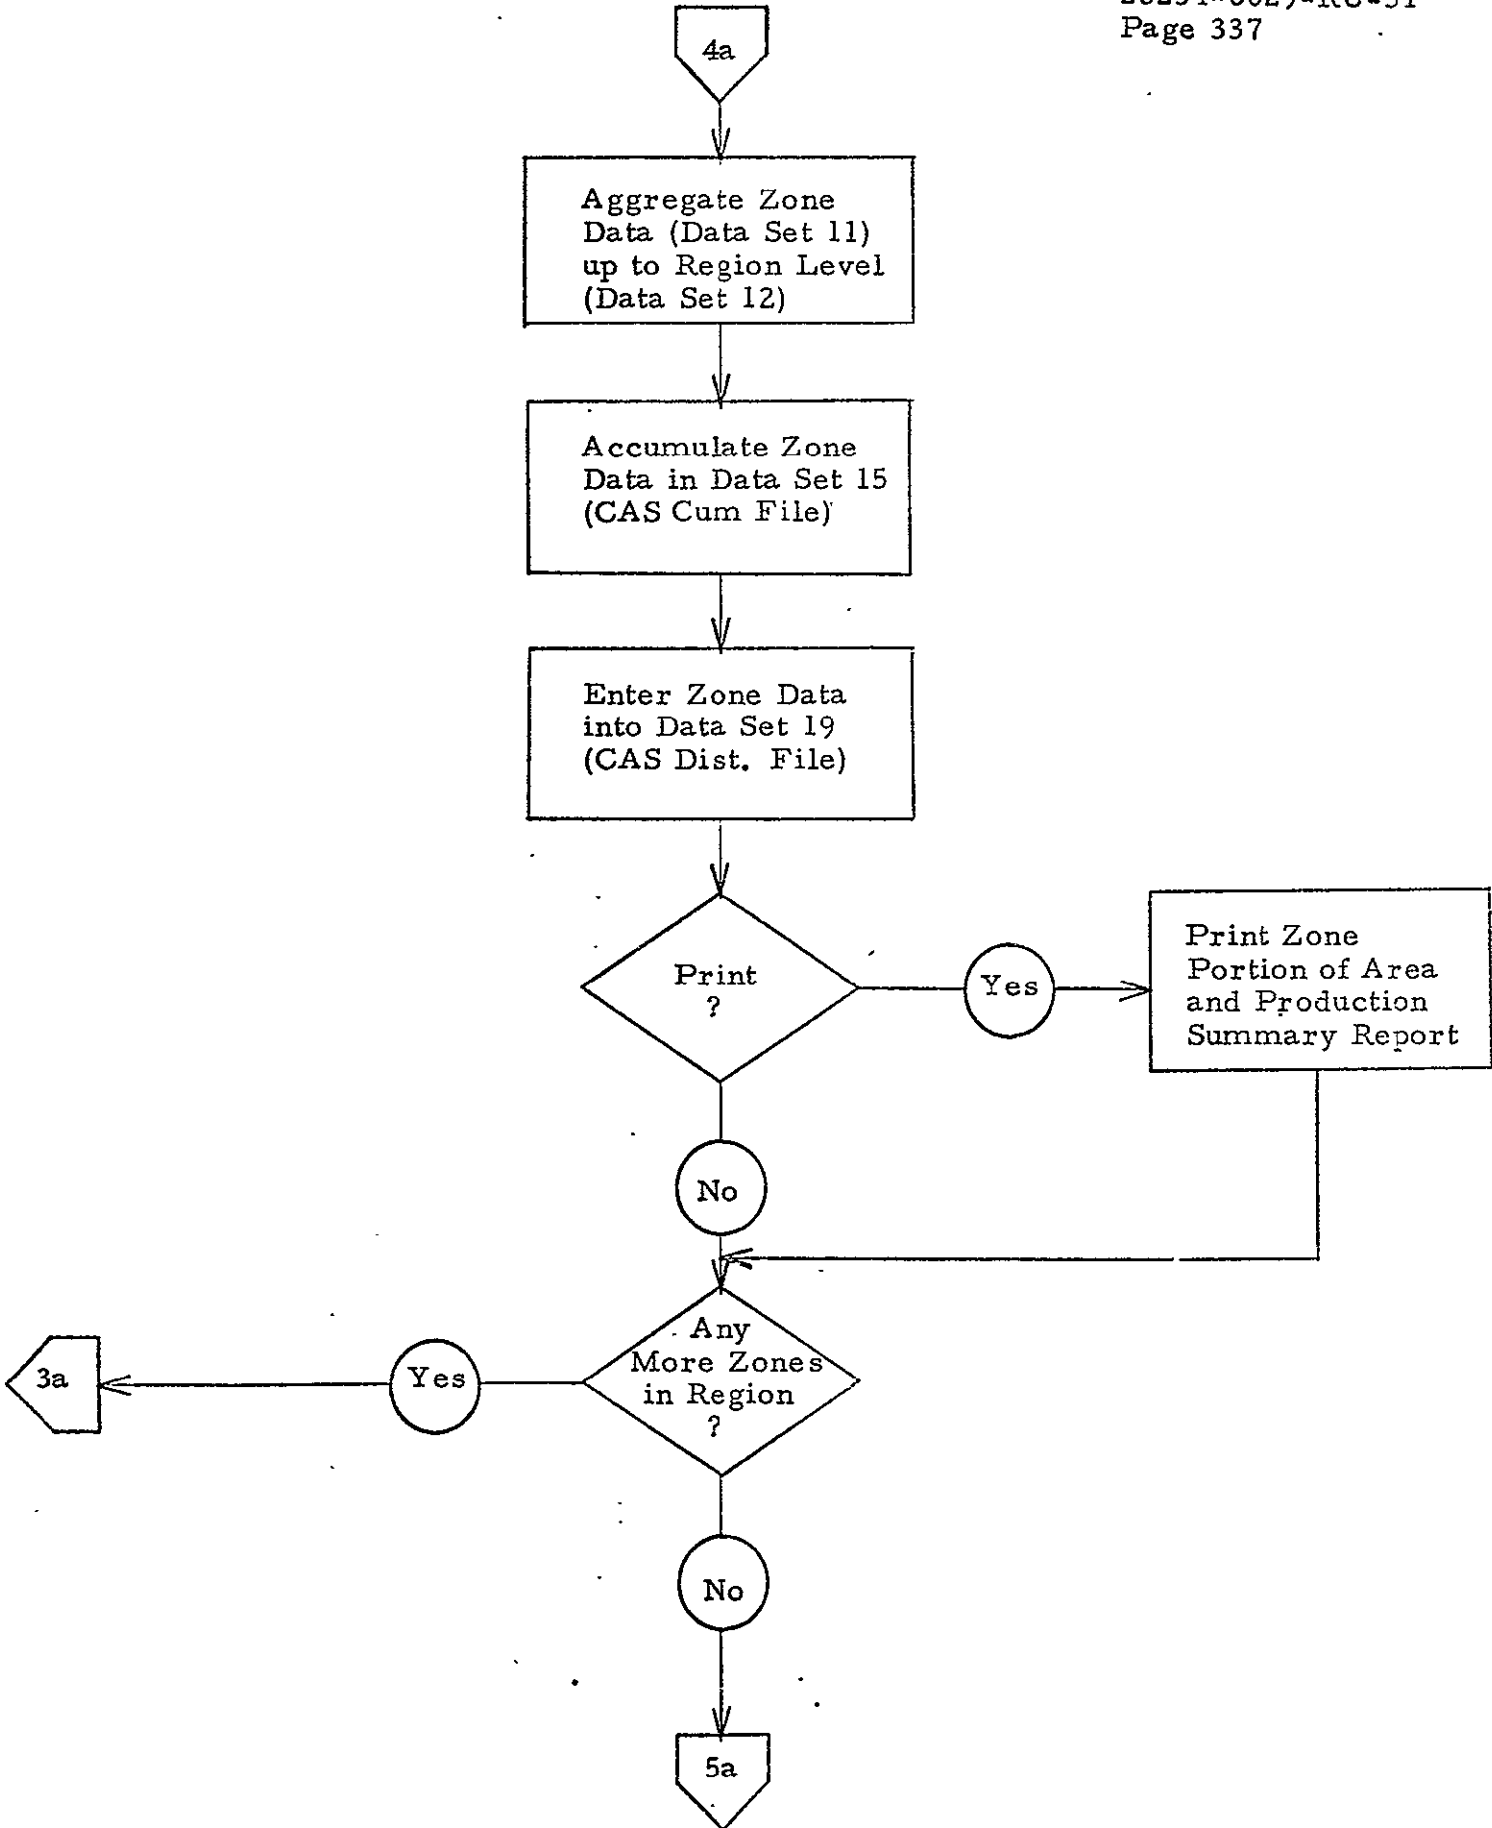 Page 337
4a
Aggregate Zone
Data (Data Set 11)
up to Region Level
(Data Set 12)
Accumulate Zone
Data in Data Set 15
(CAS Cum File)
Enter Zone Data
into Data Set 19
(CAS Dist. File)
Print
?
Yes
Print Zone
Portion of Area
and Production
Summary Report
No
Any
More Zones
in Region
?
Yes
3a
No
5a